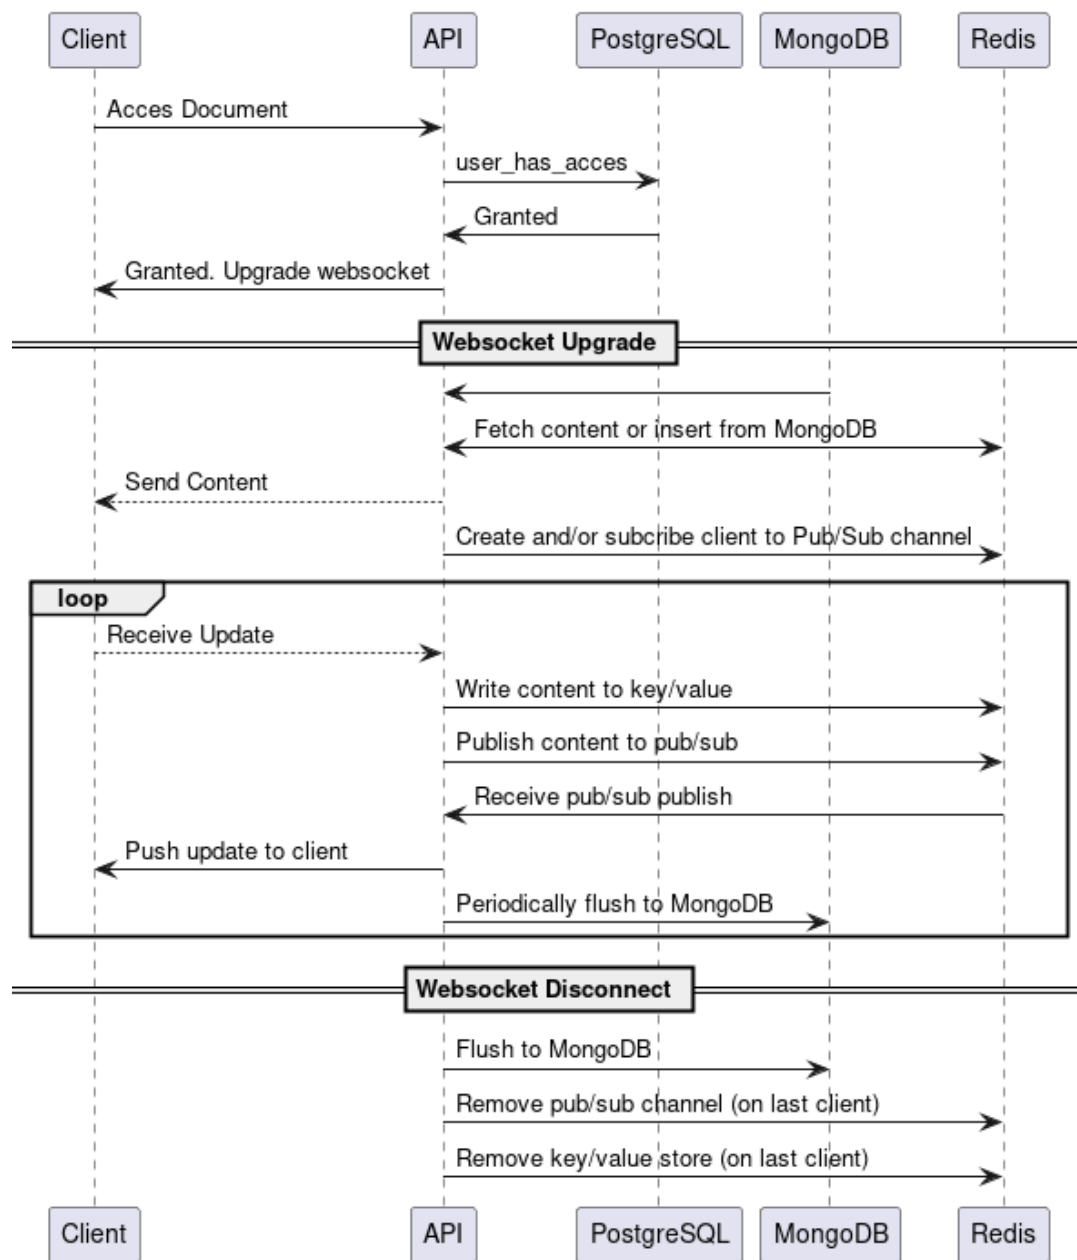 Client
API
PostgreSQL
MongoDB
Redis
Acces Document
user_has_acces
Granted
Granted. Upgrade websocket
Websocket Upgrade
Fetch content or insert from MongoDB
Send Content
Create and/or subcribe client to Pub/Sub channel
loop
Receive Update
Write content to key/value
Publish content to pub/sub
Receive pub/sub publish
Push update to client
Periodically flush to MongoDB
Websocket Disconnect
Flush to MongoDB
Remove pub/sub channel (on last client)
Remove key/value store (on last client)
Client
API
PostgreSQL
MongoDB
Redis